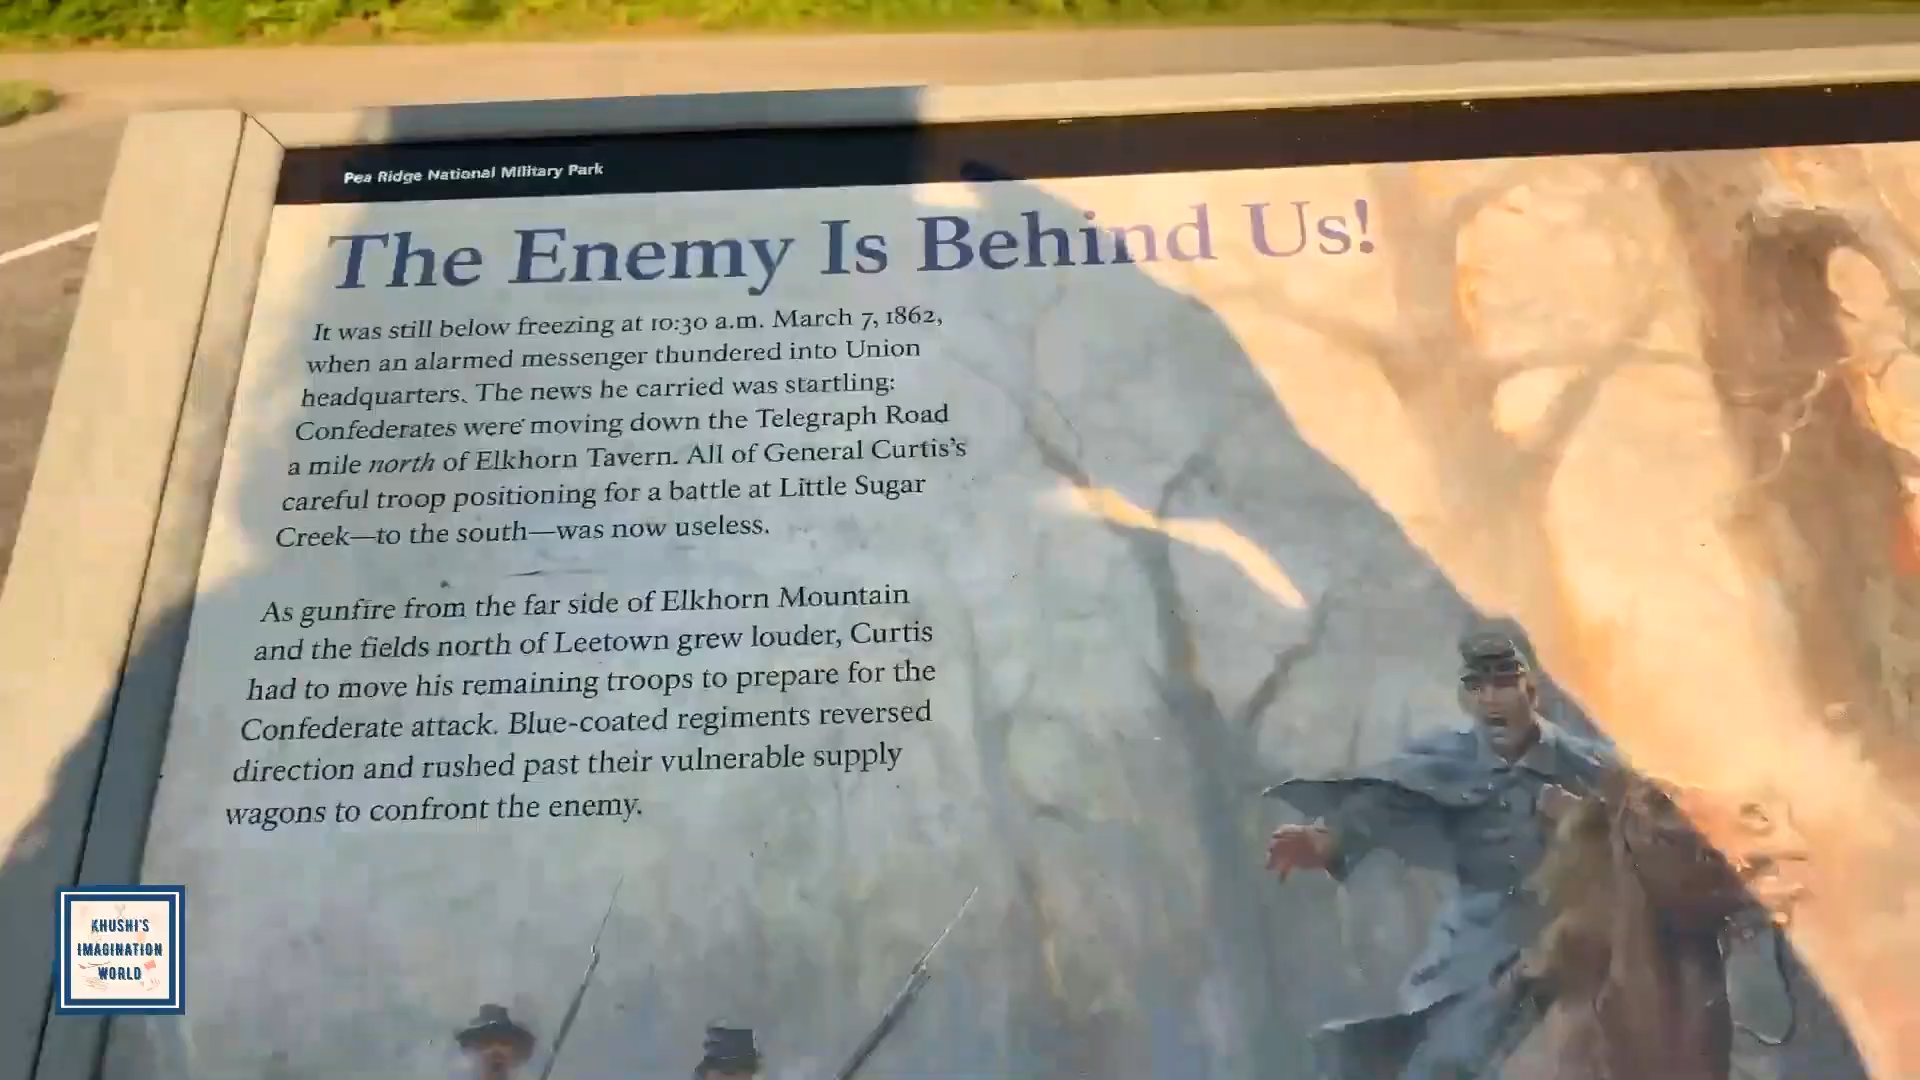 Pea Ridge National Military Park
The Enemy Is Behind Us!
It was still below freezing at 10:30 a.m. March 7, 1862,
when an alarmed messenger thundered into Union
headquarters. The news he carried was startling:
Confederates were moving down the Telegraph Road
a mile north of Elkhorn Tavern. All of General Curtis's
careful troop positioning for a battle at Little Sugar
Creek—to the south—was now useless.
As gunfire from the far side of Elkhorn Mountain
and the fields north of Leetown grew louder, Curtis
had to move his remaining troops to prepare for the
Confederate attack. Blue-coated regiments reversed
direction and rushed past their vulnerable supply
wagons to confront the enemy.
KHUSHI'S
IMAGINATION
WORLD